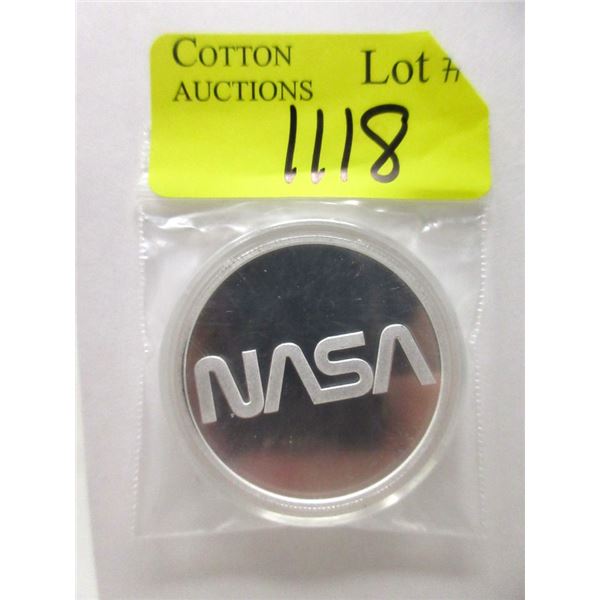 COTTON Lot #
AUCTIONS
1118
NASA